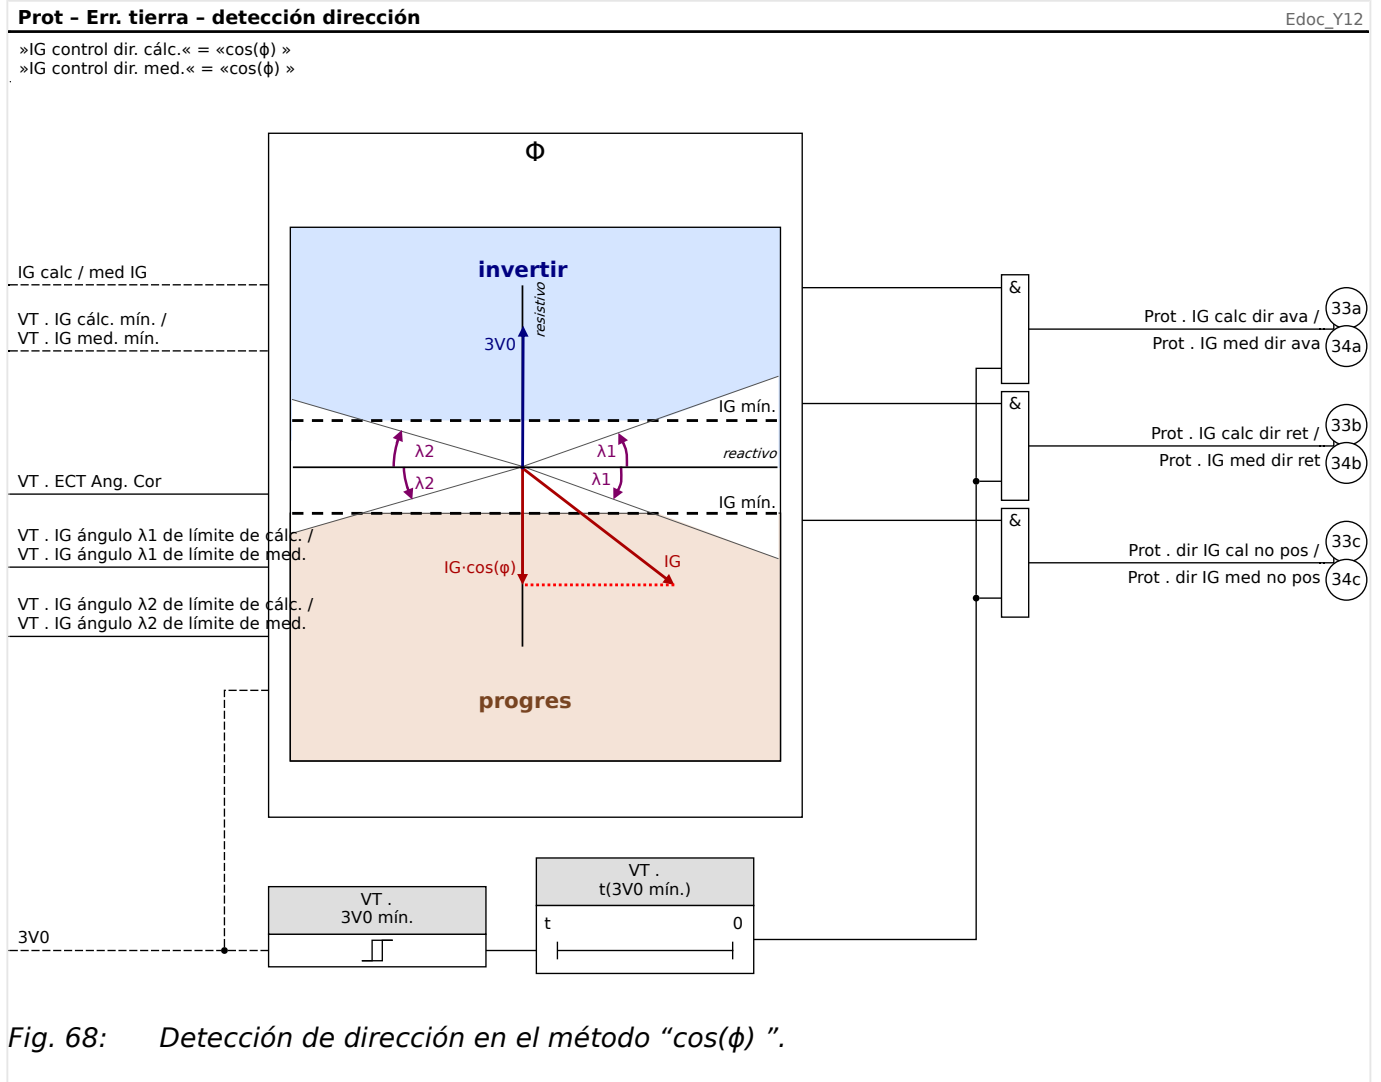 Prot – Err. tierra – detección dirección
Edoc_Y12
»IG control dir. cálc.« = «cos(ϕ) »
»IG control dir. med.« = «cos(ϕ) »
Φ
invertir
resistivo
3V0
IG calc / med IG
VT . IG cálc. mín. /
VT . IG med. mín.
IG mín.
λ2
λ1
reactivo
λ2
λ1
IG mín.
VT . ECT Ang. Cor
VT . IG ángulo λ1 de límite de cálc. /
VT . IG ángulo λ1 de límite de med.
IG·cos(φ)
IG
VT . IG ángulo λ2 de límite de cálc. /
VT . IG ángulo λ2 de límite de med.
progres
&
Prot . IG calc dir ava /
33a
Prot . IG med dir ava
34a
&
Prot . IG calc dir ret /
33b
Prot . IG med dir ret
34b
&
Prot . dir IG cal no pos /
33c
Prot . dir IG med no pos
34c
3V0
VT .
3V0 mín.
VT .
t(3V0 mín.)
t
0
Fig. 68: Detección de dirección en el método “cos(ϕ) ”.